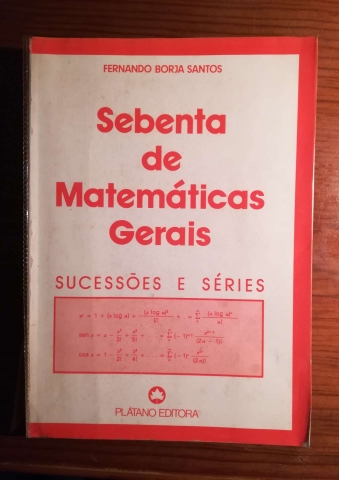 FERNANDO BORJA SANTOS
Sebenta
de
Matemáticas
Gerais
SUCESSÕES E SÉRIES
PLÁTANO EDITORA